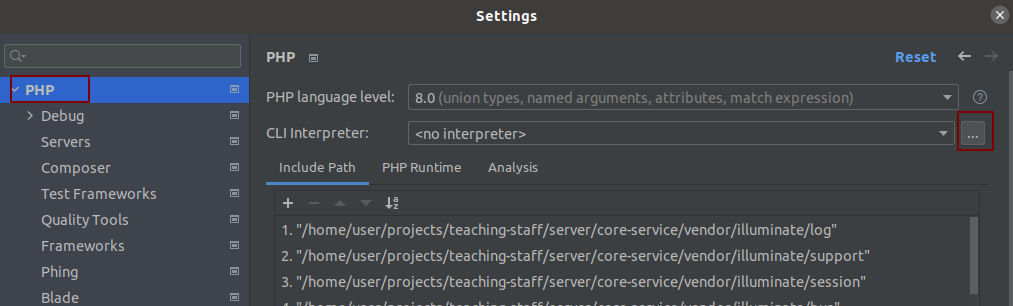 Settings
PHP
Reset
PHP
PHP language level: 8.0 (union types, named arguments, attributes, match expression)
Debug
CLI Interpreter: <no interpreter> ...
Servers
Composer
Include Path PHP Runtime Analysis
Test Frameworks
Quality Tools
1. "/home/user/projects/teaching-staff/server/core-service/vendor/illuminate/log"
Frameworks
2. "/home/user/projects/teaching-staff/server/core-service/vendor/illuminate/support"
Phing
3. "/home/user/projects/teaching-staff/server/core-service/vendor/illuminate/session"
Blade